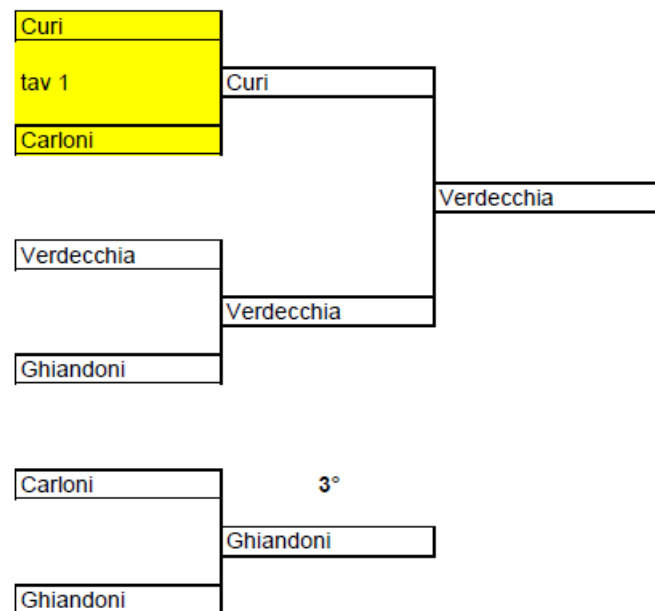 Curi
tav 1
Curi
Carloni
Verdecchia
Verdecchia
Verdecchia
Ghiandoni
Carloni
3°
Ghiandoni
Ghiandoni